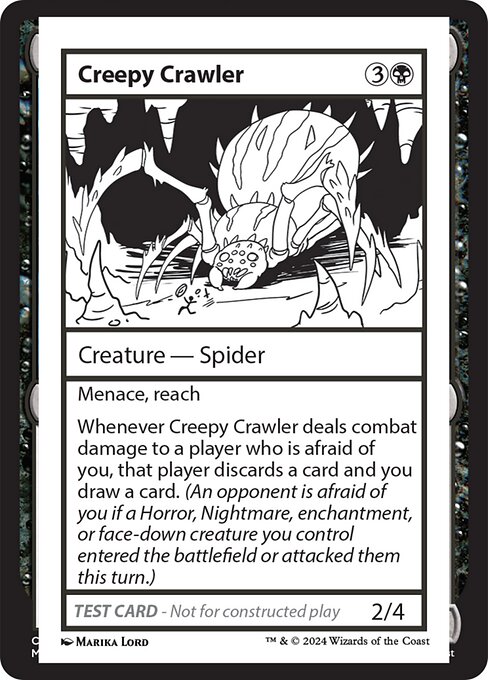 Creepy Crawler 3
Creature — Spider
Menace, reach
Whenever Creepy Crawler deals combat
damage to a player who is afraid of
you, that player discards a card and you
draw a card. (An opponent is afraid of
you if a Horror, Nightmare, enchantment,
or face-down creature you control
entered the battlefield or attacked them
this turn.)
TEST CARD - Not for constructed play 2/4
Marika Lord ™ & © 2024 Wizards of the Coast